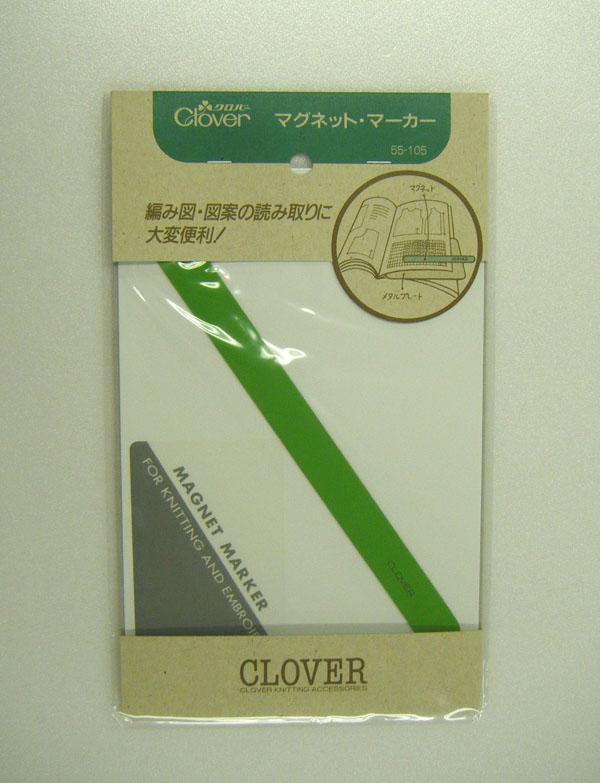 クロバー
Clover
マグネット・マーカー
55-105
編み図・図案の読み取りに
大変便利!
マグネット
メタルプレート
MAGNET MARKER
FOR KNITTING AND EMBROI
CLOVER
CLOVER
CLOVER KNITTING ACCESSORIES